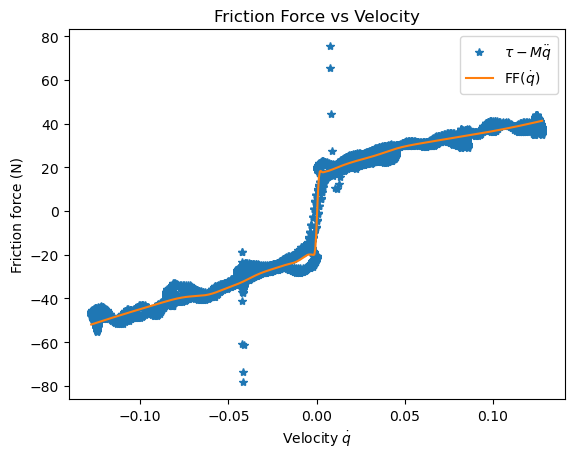 Friction Force vs Velocity
τ − Mq̈
FF(q̇)
Friction force (N)
80
60
40
20
0
−20
−40
−60
−80
−0.10
−0.05
0.00
0.05
0.10
Velocity q̇